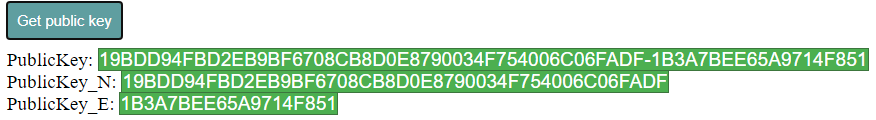 Get public key
PublicKey: 19BDD94FBD2EB9BF6708CB8D0E8790034F754006C06FADF-1B3A7BEE65A9714F851
PublicKey_N: 19BDD94FBD2EB9BF6708CB8D0E8790034F754006C06FADF
PublicKey_E: 1B3A7BEE65A9714F851